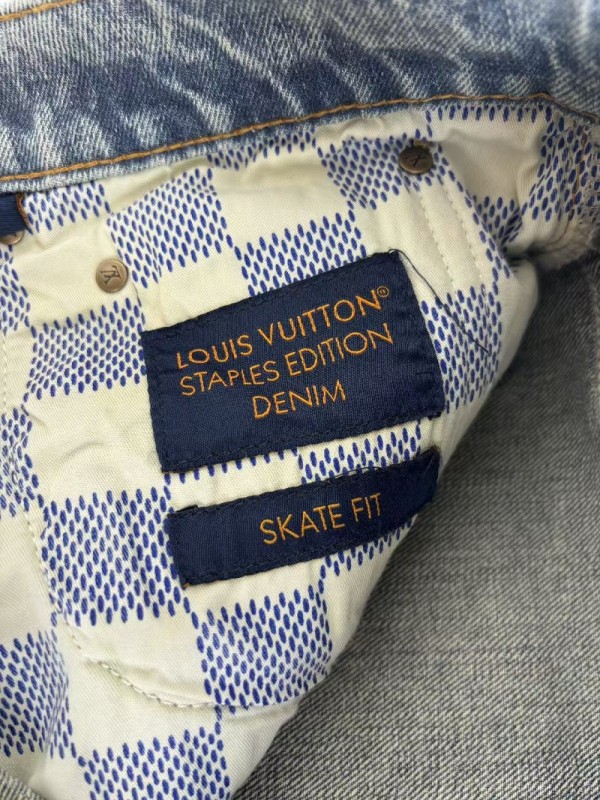 LOUIS VUITTON®
STAPLES EDITION
DENIM
SKATE FIT